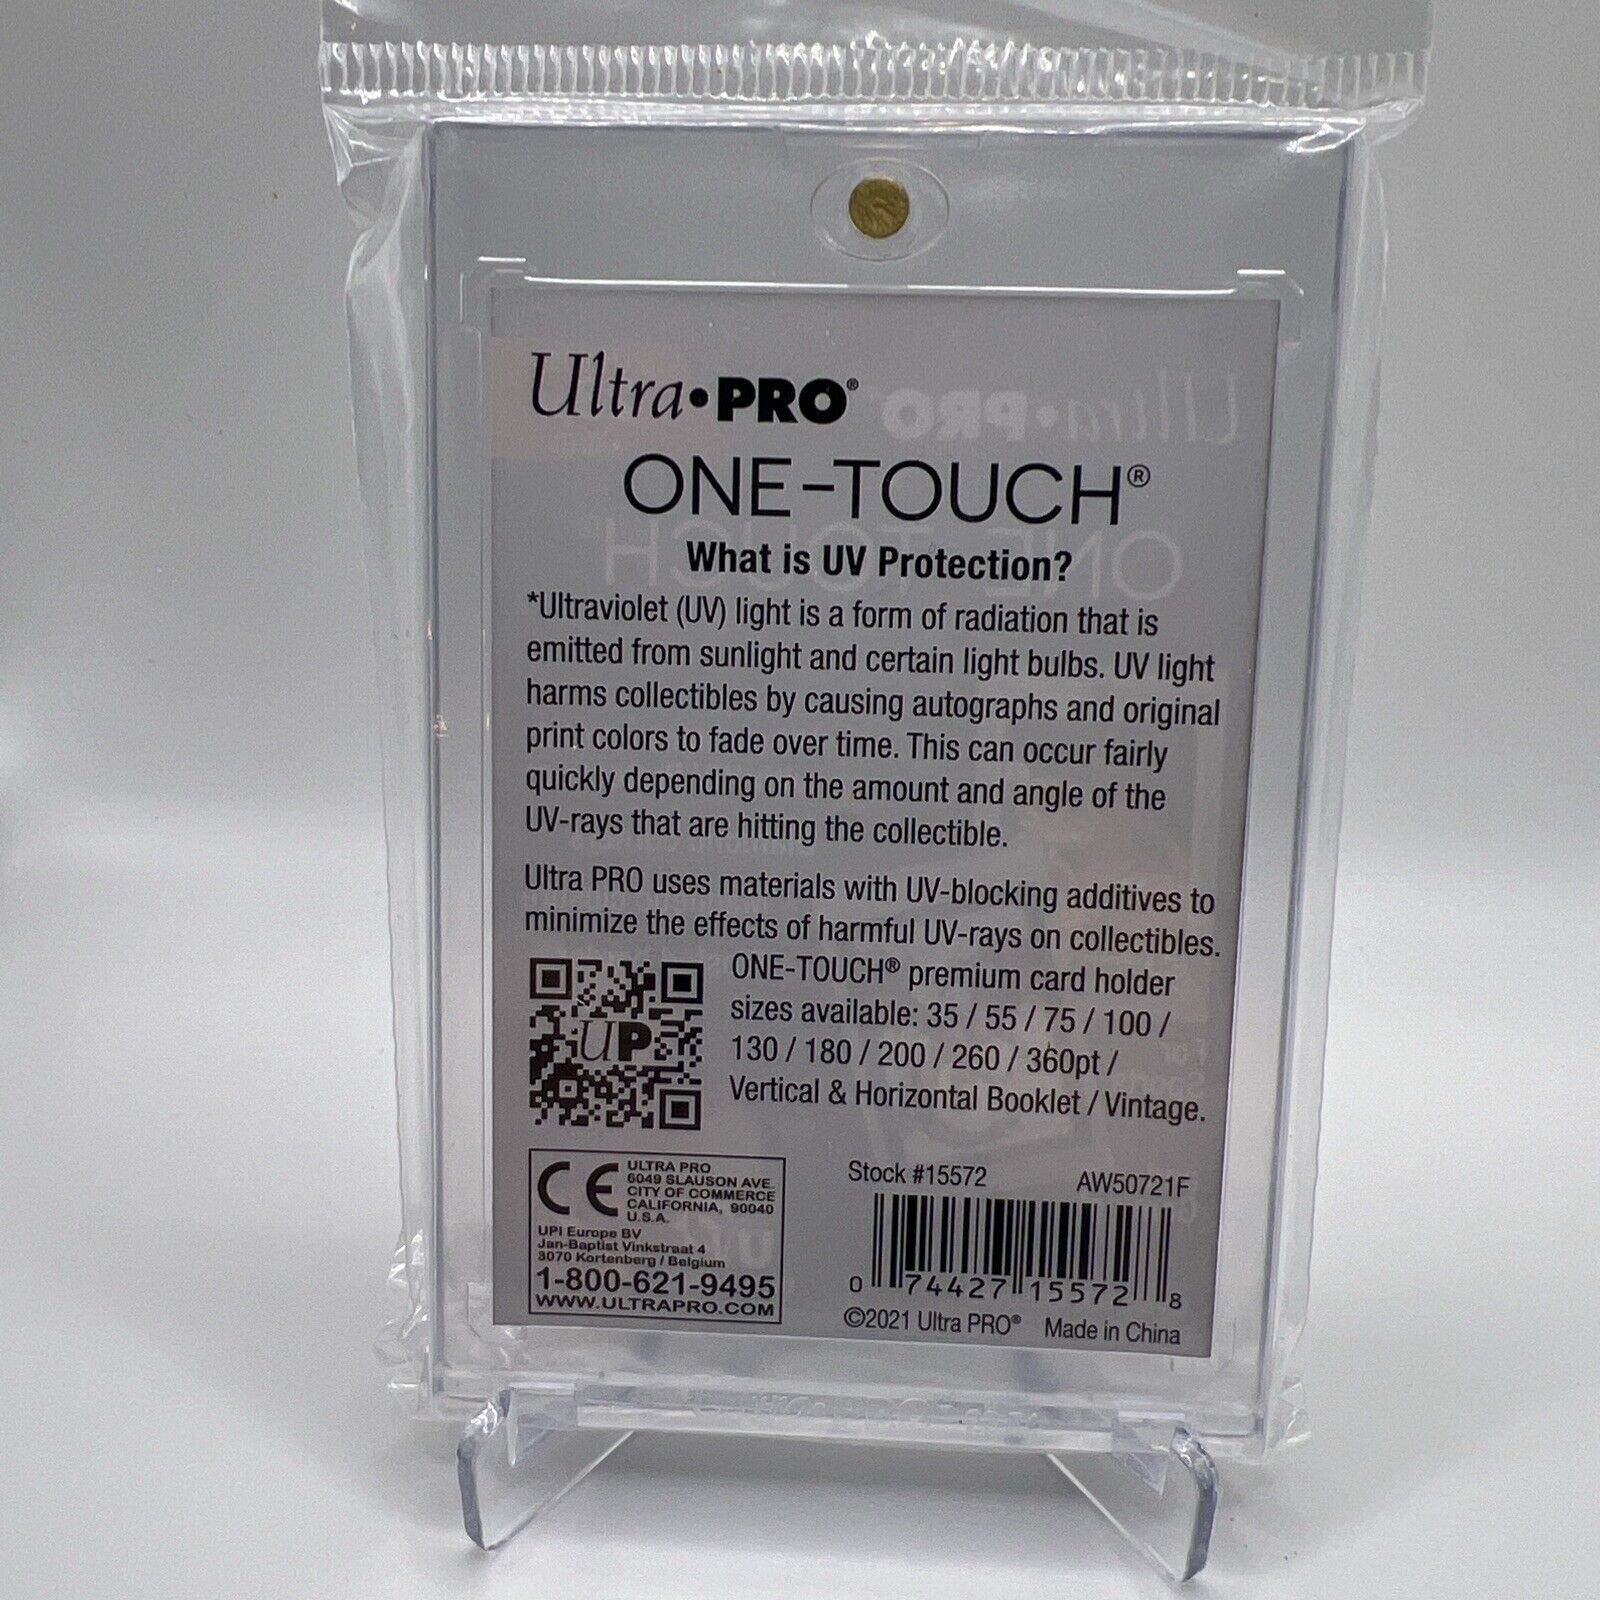 Ultra•PRO®
ONE-TOUCH®
What is UV Protection?
*Ultraviolet (UV) light is a form of radiation that is
emitted from sunlight and certain light bulbs. UV light
harms collectibles by causing autographs and original
print colors to fade over time. This can occur fairly
quickly depending on the amount and angle of the
UV-rays that are hitting the collectible.
Ultra PRO uses materials with UV-blocking additives to
minimize the effects of harmful UV-rays on collectibles.
ONE-TOUCH® premium card holder
sizes available: 35 / 55 / 75 / 100 /
130 / 180 / 200 / 260 / 360pt /
Vertical & Horizontal Booklet / Vintage.
UP
CE
ULTRA PRO
6049 SLAUSON AVE.
CITY OF COMMERCE
CALIFORNIA, 90040
U.S.A.
UPI Europe BV
Jan-Baptist Vinkstraat 4
3070 Kortenberg / Belgium
1-800-621-9495
WWW.ULTRAPRO.COM
Stock #15572 AW50721F
0 74427 15572 8
©2021 Ultra PRO® Made in China